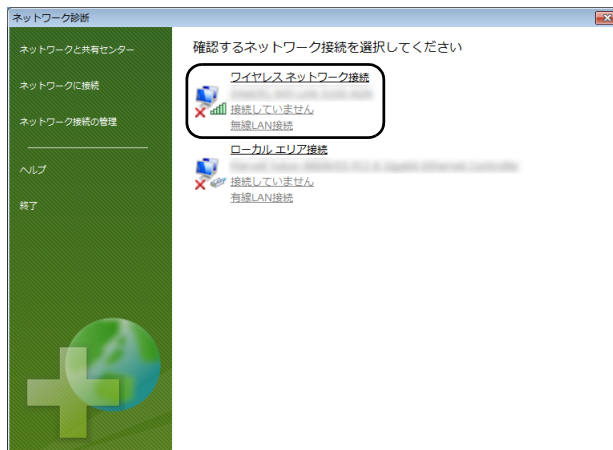 ネットワーク診断
ネットワークと共有センター
ネットワークに接続
ネットワーク接続の管理
ヘルプ
終了
確認するネットワーク接続を選択してください
ワイヤレス ネットワーク接続
接続していません
無線LAN接続
ローカル エリア接続
接続していません
有線LAN接続